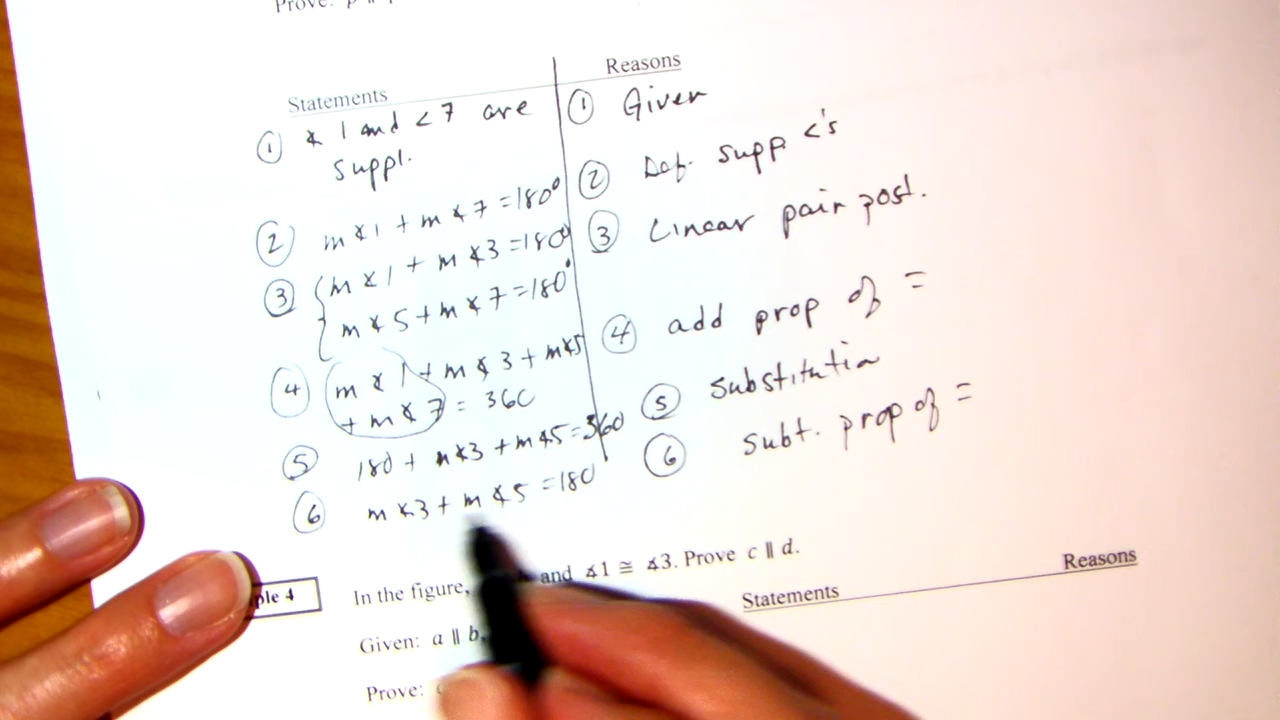 Prove: p ||
Statements
Reasons
① ∡ 1 and < 7 are
suppl.
① Given
② m∡1 + m∡7 = 180°
② Def. supp <'s
③ m∡1 + m∡3 = 180°
m∡5 + m∡7 = 180°
③ Linear pair post.
④ m∡1 + m∡3 + m∡5
+ m∡7 = 360
④ add prop of =
⑤ 180 + m∡3 + m∡5 = 360
⑤ Substitution
⑥ m∡3 + m∡5 = 180
⑥ subt. prop of =
ple 4
In the figure, and ∡1 ≅ ∡3. Prove c || d.
Given: a || b,
Prove:
Statements
Reasons